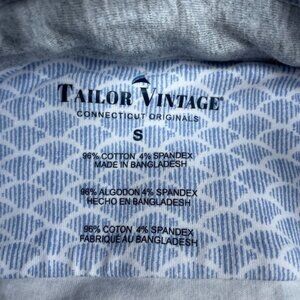 TAILOR VINTAGE
CONNECTICUT ORIGINALS
S
96% COTTON 4% SPANDEX
MADE IN BANGLADESH
96% ALGODON 4% SPANDEX
HECHO EN BANGLADESH
96% COTON 4% SPANDEX
FABRIQUÉ AU BANGLADESH